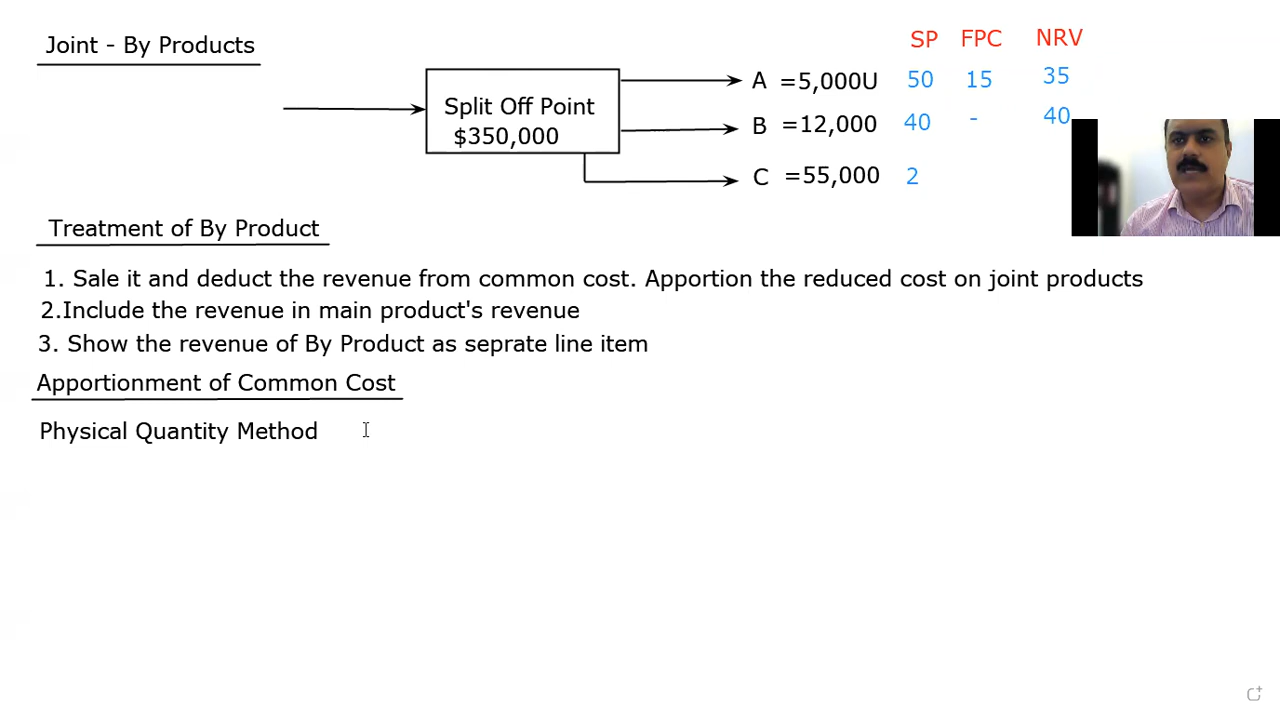 Joint - By Products
SP FPC NRV
Split Off Point
$350,000
A =5,000U 50 15 35
B =12,000 40 - 40
C =55,000 2
Treatment of By Product
1. Sale it and deduct the revenue from common cost. Apportion the reduced cost on joint products
2.Include the revenue in main product's revenue
3. Show the revenue of By Product as seprate line item
Apportionment of Common Cost
Physical Quantity Method